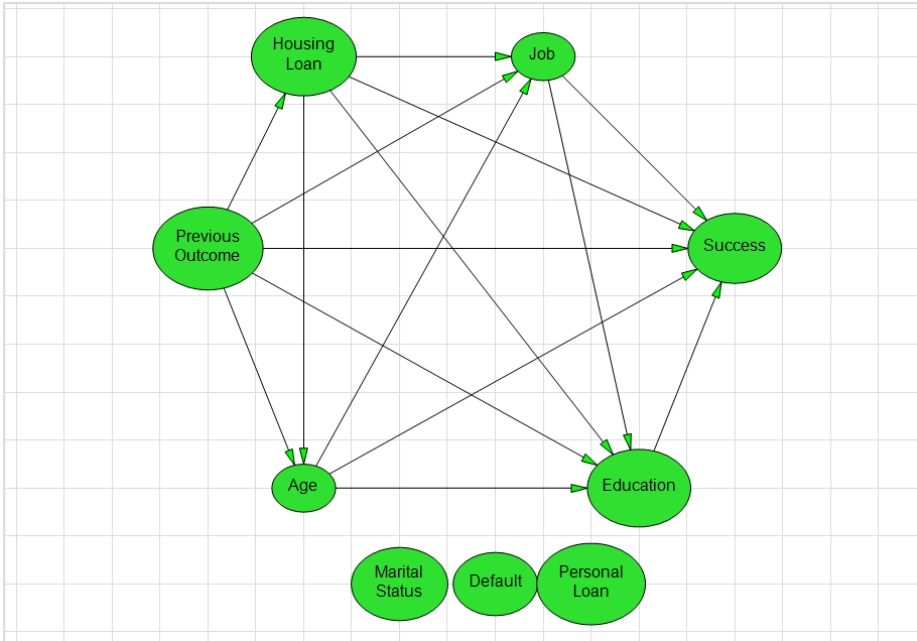 Housing
Loan
Job
Previous
Outcome
Success
Age
Education
Marital
Status
Default
Personal
Loan